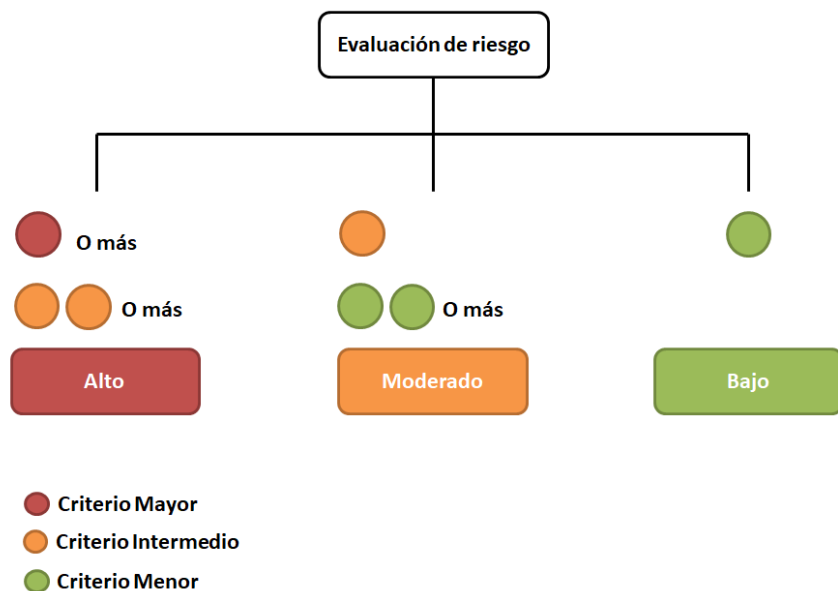 Evaluación de riesgo
O más
O más
O más
Alto
Moderado
Bajo
Criterio Mayor
Criterio Intermedio
Criterio Menor